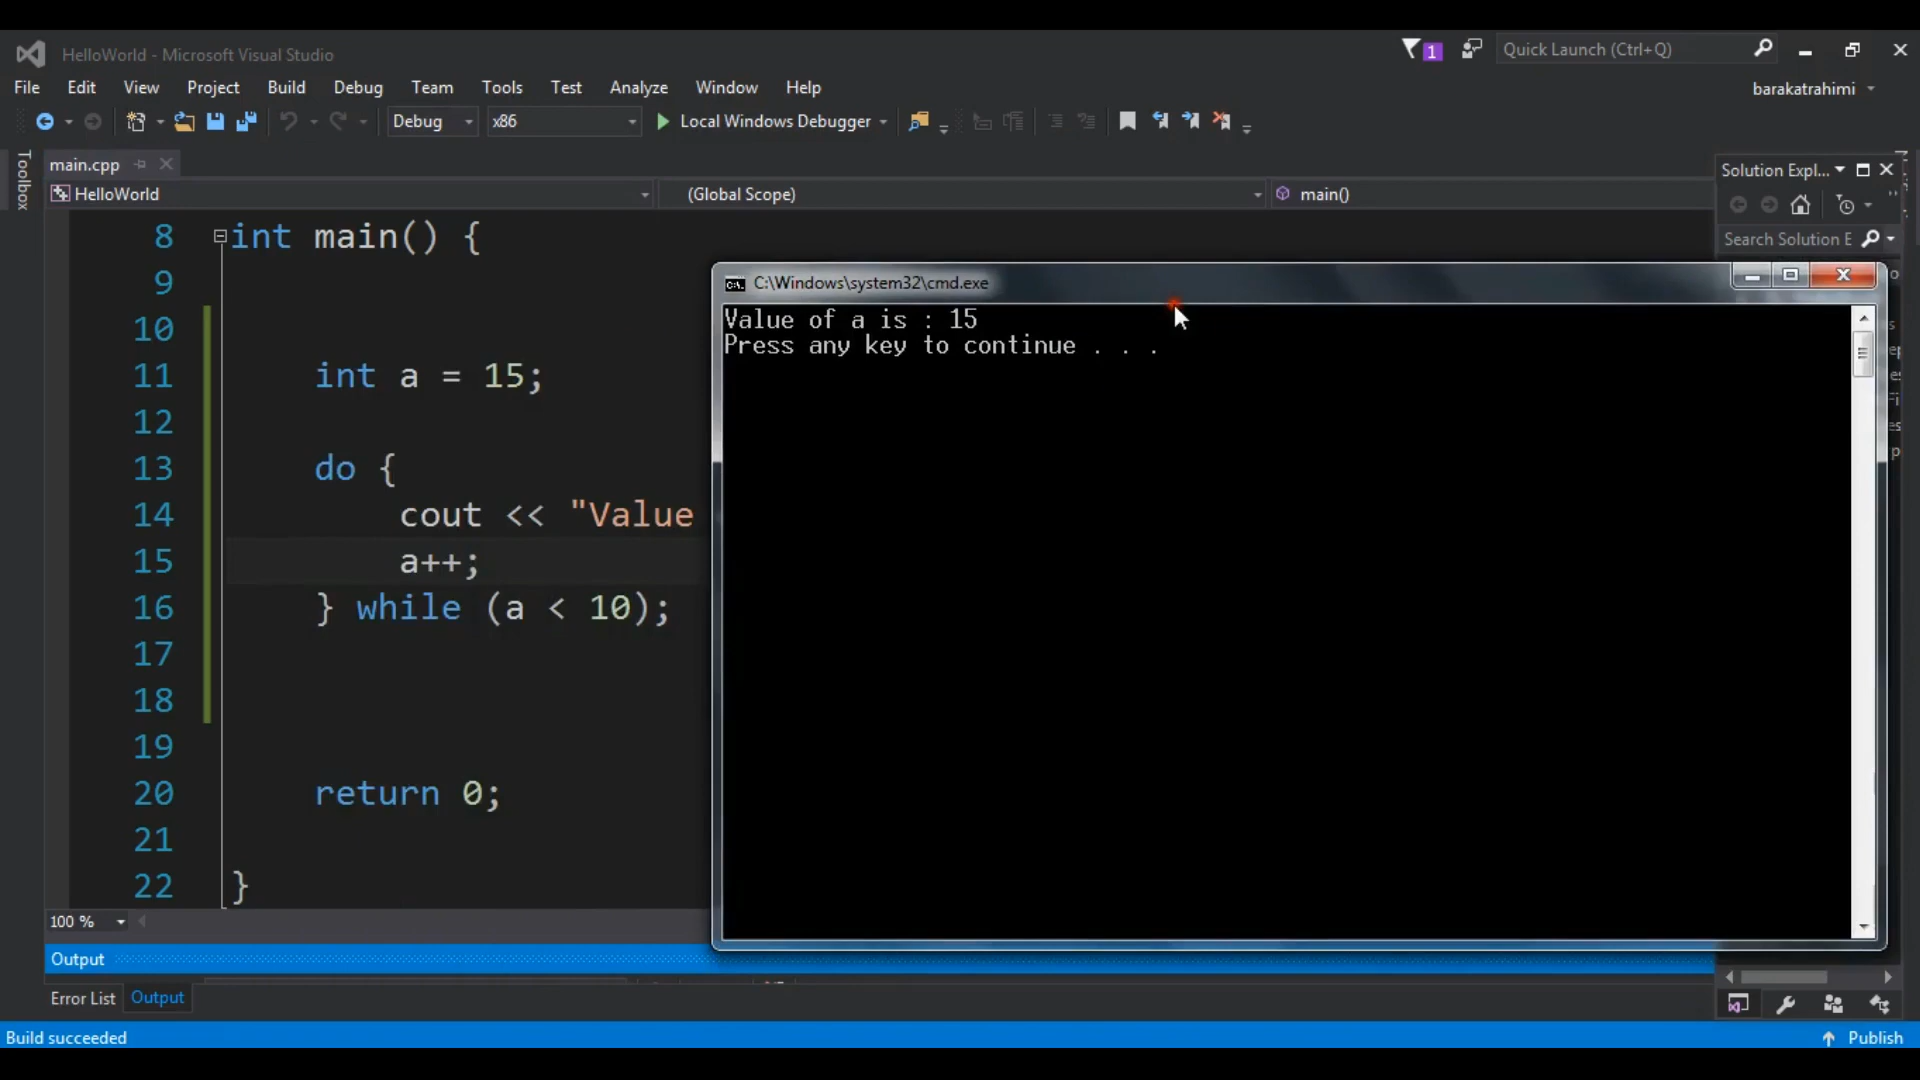 HelloWorld - Microsoft Visual Studio
1
Quick Launch (Ctrl+Q)
File Edit View Project Build Debug Team Tools Test Analyze Window Help
barakatrahimi
Debug x86 Local Windows Debugger
Toolbox
main.cpp
Solution Expl...
HelloWorld (Global Scope) main()
Search Solution E
8 int main() {
9
10
11 int a = 15;
12
13 do {
14 cout << "Value
15 a++;
16 } while (a < 10);
17
18
19
20 return 0;
21
22 }
C:\Windows\system32\cmd.exe
Value of a is : 15
Press any key to continue . . .
100 %
Output
Error List Output
Build succeeded
Publish